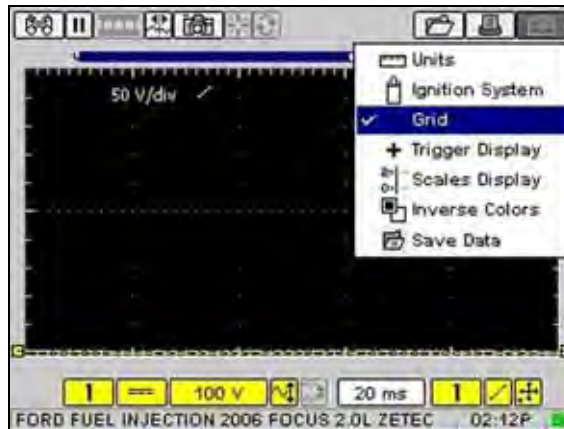 Units
50 V/div
Ignition System
Grid
Trigger Display
Scales Display
Inverse Colors
Save Data
1
100 V
20 ms
1
FORD FUEL INJECTION 2006 FOCUS 2.0L ZETEC 02:12P